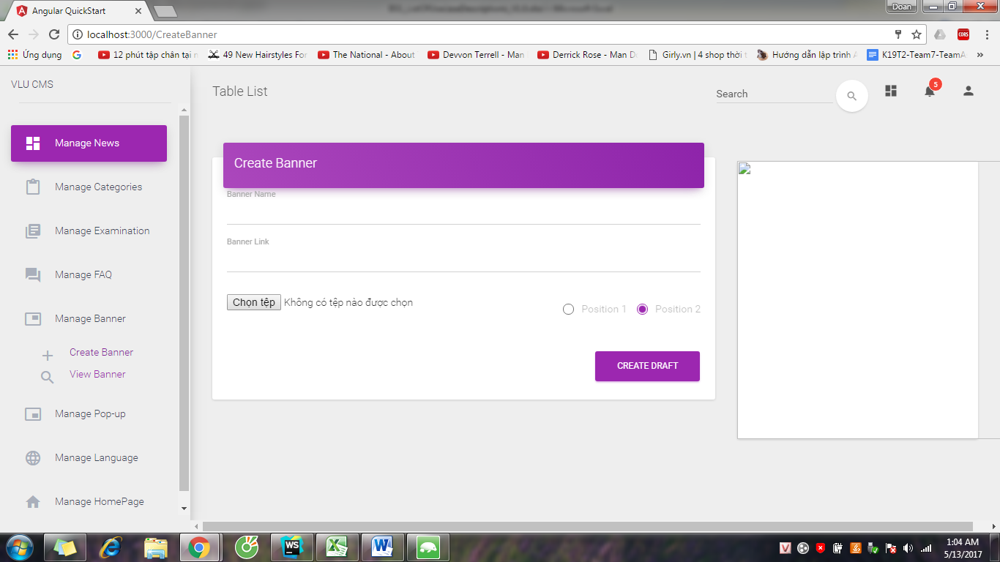 Angular QuickStart
Doan
localhost:3000/CreateBanner
CORS
Ứng dụng
12 phút tập chân tại n
49 New Hairstyles For
The National - About
Devvon Terrell - Man
Derrick Rose - Man Do
Girly.vn | 4 shop thời t
Hướng dẫn lập trình A
K19T2-Team7-TeamA
»
VLU CMS
Table List
Search
5
Manage News
Manage Categories
Manage Examination
Manage FAQ
Manage Banner
Create Banner
View Banner
Manage Pop-up
Manage Language
Manage HomePage
Create Banner
Banner Name
Banner Link
Chọn tệp Không có tệp nào được chọn
Position 1 Position 2
CREATE DRAFT
WS
1:04 AM
5/13/2017